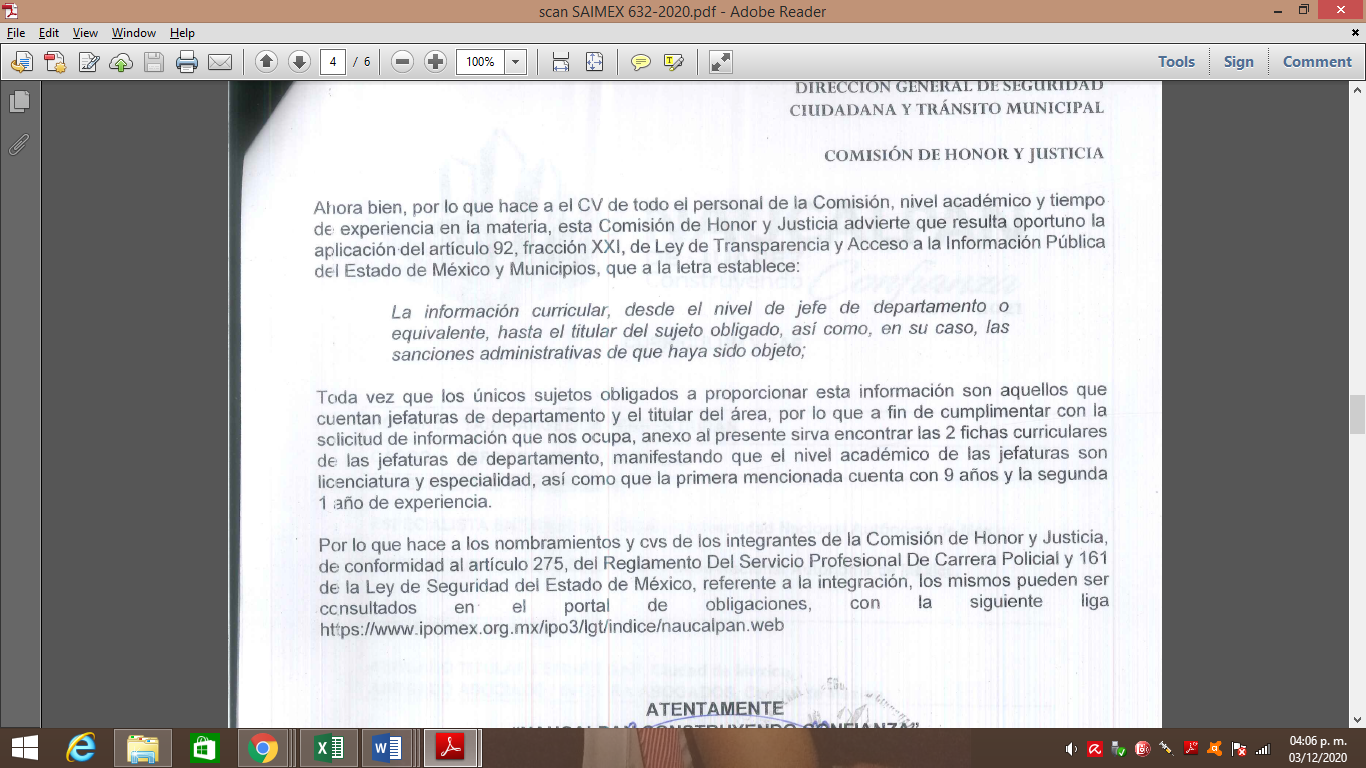 scan SAIMEX 632-2020.pdf - Adobe Reader
File Edit View Window Help
4 / 6 100% Tools Sign Comment
DIRECCIÓN GENERAL DE SEGURIDAD
CIUDADANA Y TRÁNSITO MUNICIPAL
COMISIÓN DE HONOR Y JUSTICIA
Ahora bien, por lo que hace a el CV de todo el personal de la Comisión, nivel académico y tiempo
de experiencia en la materia, esta Comisión de Honor y Justicia advierte que resulta oportuno la
aplicación del artículo 92, fracción XXI, de Ley de Transparencia y Acceso a la Información Pública
del Estado de México y Municipios, que a la letra establece:
La información curricular, desde el nivel de jefe de departamento o
equivalente, hasta el titular del sujeto obligado, así como, en su caso, las
sanciones administrativas de que haya sido objeto;
Toda vez que los únicos sujetos obligados a proporcionar esta información son aquellos que
cuentan jefaturas de departamento y el titular del área, por lo que a fin de cumplimentar con la
solicitud de información que nos ocupa, anexo al presente sirva encontrar las 2 fichas curriculares
de las jefaturas de departamento, manifestando que el nivel académico de las jefaturas son
licenciatura y especialidad, así como que la primera mencionada cuenta con 9 años y la segunda
1 año de experiencia.
Por lo que hace a los nombramientos y cvs de los integrantes de la Comisión de Honor y Justicia,
de conformidad al artículo 275, del Reglamento Del Servicio Profesional De Carrera Policial y 161
de la Ley de Seguridad del Estado de México, referente a la integración, los mismos pueden ser
consultados en el portal de obligaciones, con la siguiente liga
https://www.ipomex.org.mx/ipo3/lgt/indice/naucalpan.web
ATENTAMENTE
"NAUCALPAN CONSTRUYENDO CONFIANZA"
04:06 p. m.
03/12/2020